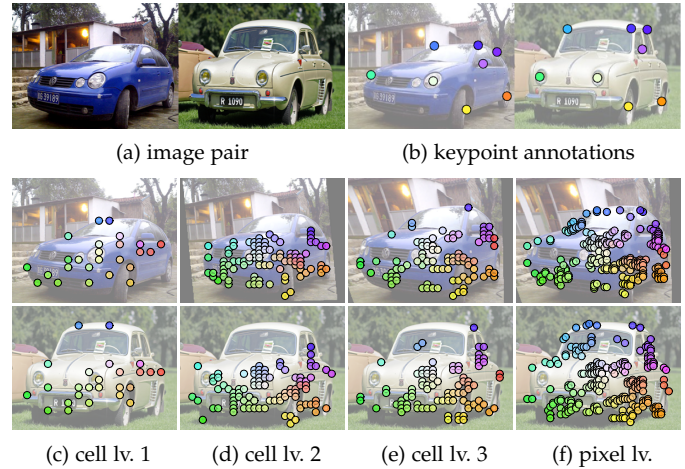 R 1090
(a) image pair
(b) keypoint annotations
(c) cell lv. 1
(d) cell lv. 2
(e) cell lv. 3
(f) pixel lv.